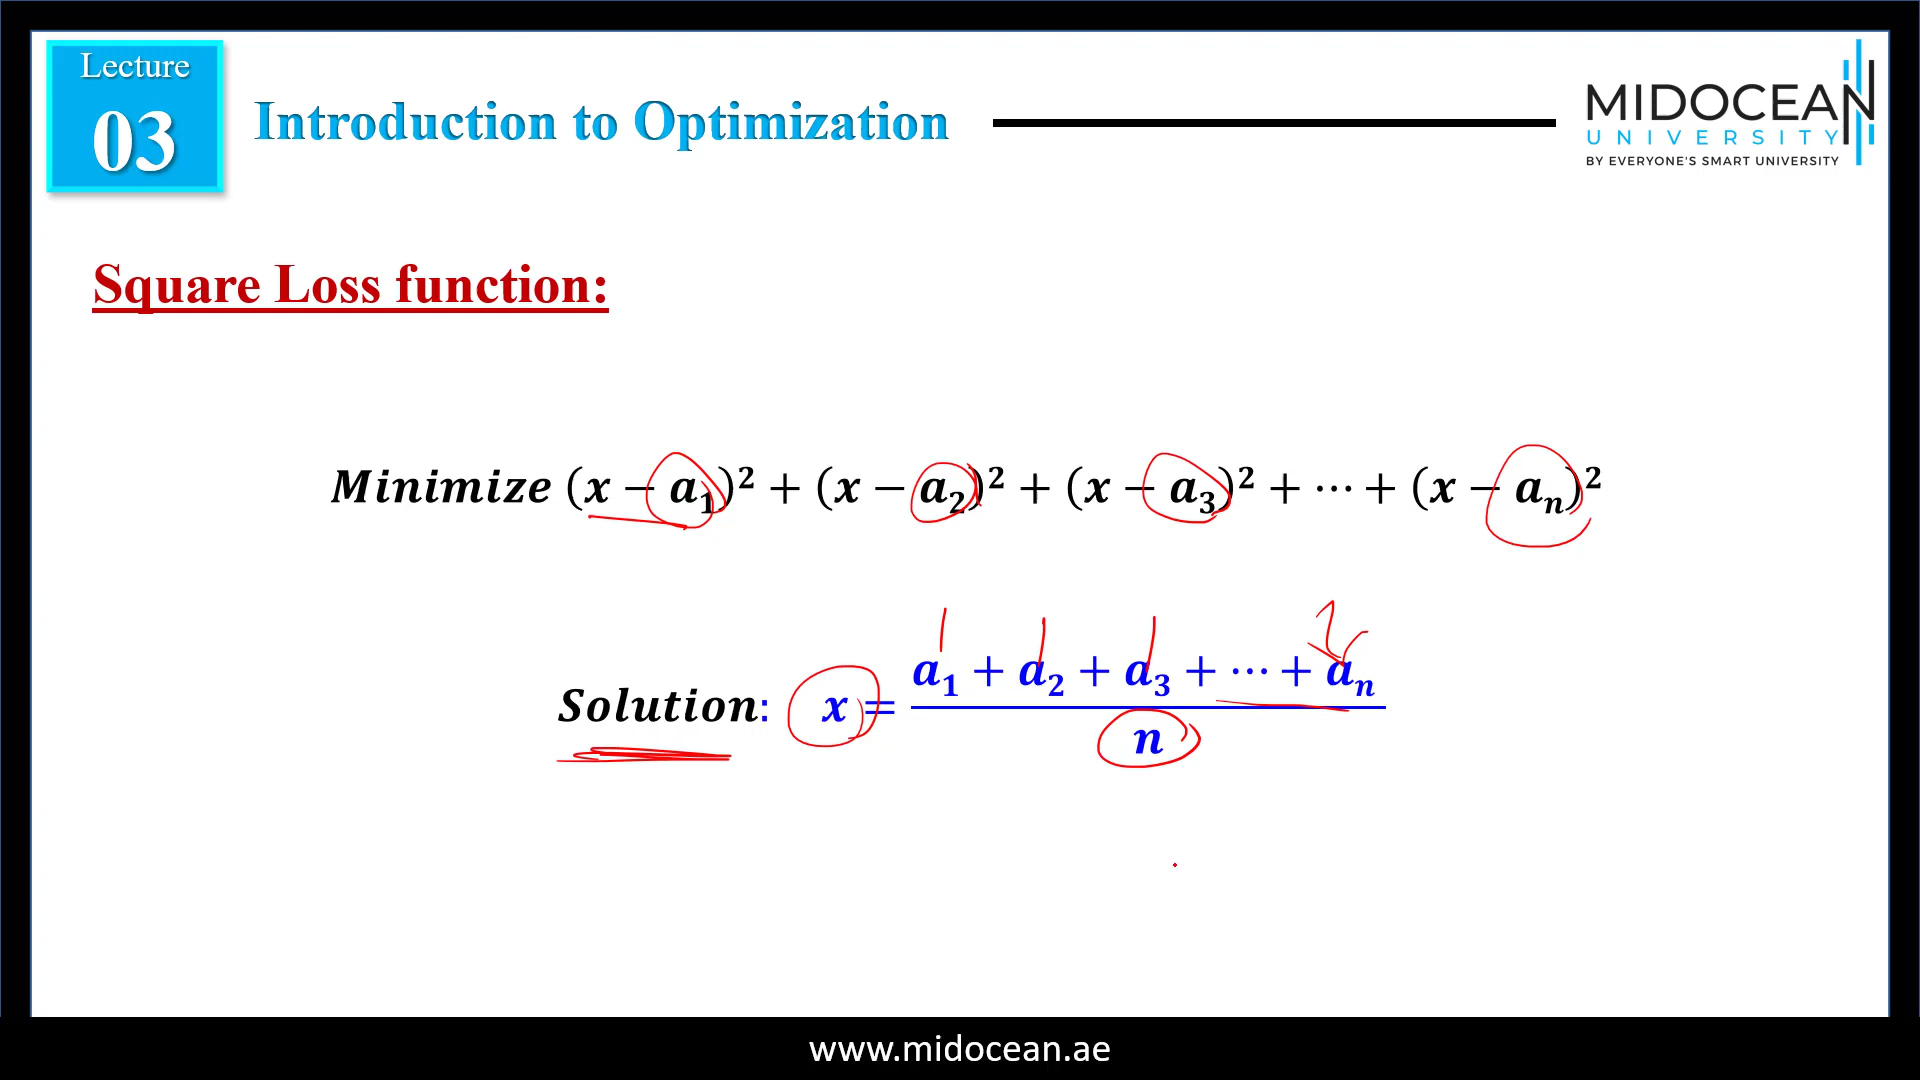 Lecture
03
Introduction to Optimization
MIDOCEAN
UNIVERSITY
BY EVERYONE'S SMART UNIVERSITY
Square Loss function:
Minimize (x − a₁)² + (x − a₂)² + (x − a₃)² + ⋯ + (x − aₙ)²
Solution: x = (a₁ + a₂ + a₃ + ⋯ + aₙ) / n
www.midocean.ae